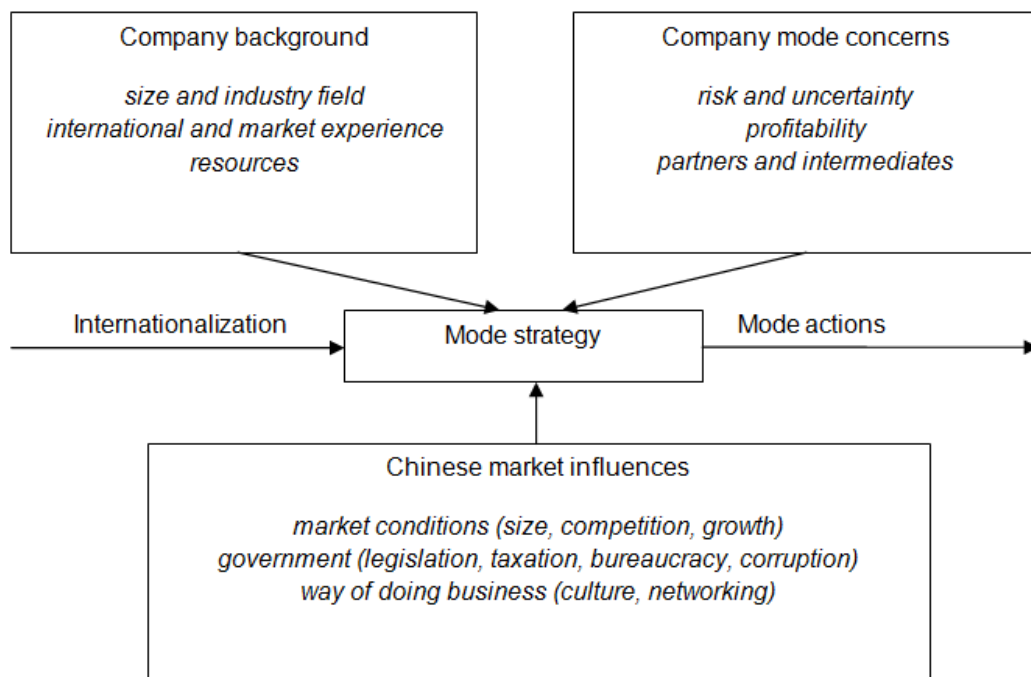 Company background
size and industry field
international and market experience
resources
Company mode concerns
risk and uncertainty
profitability
partners and intermediates
Internationalization
Mode strategy
Mode actions
Chinese market influences
market conditions (size, competition, growth)
government (legislation, taxation, bureaucracy, corruption)
way of doing business (culture, networking)